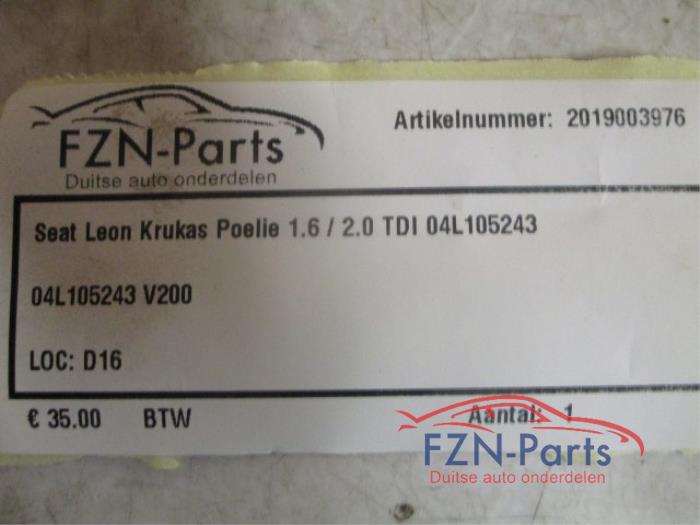 FZN-Parts
Duitse auto onderdelen
Artikelnummer: 2019003976
Seat Leon Krukas Poelie 1.6 / 2.0 TDI 04L105243
04L105243 V200
LOC: D16
€ 35.00 BTW
Aantal: 1
FZN-Parts
Duitse auto onderdelen